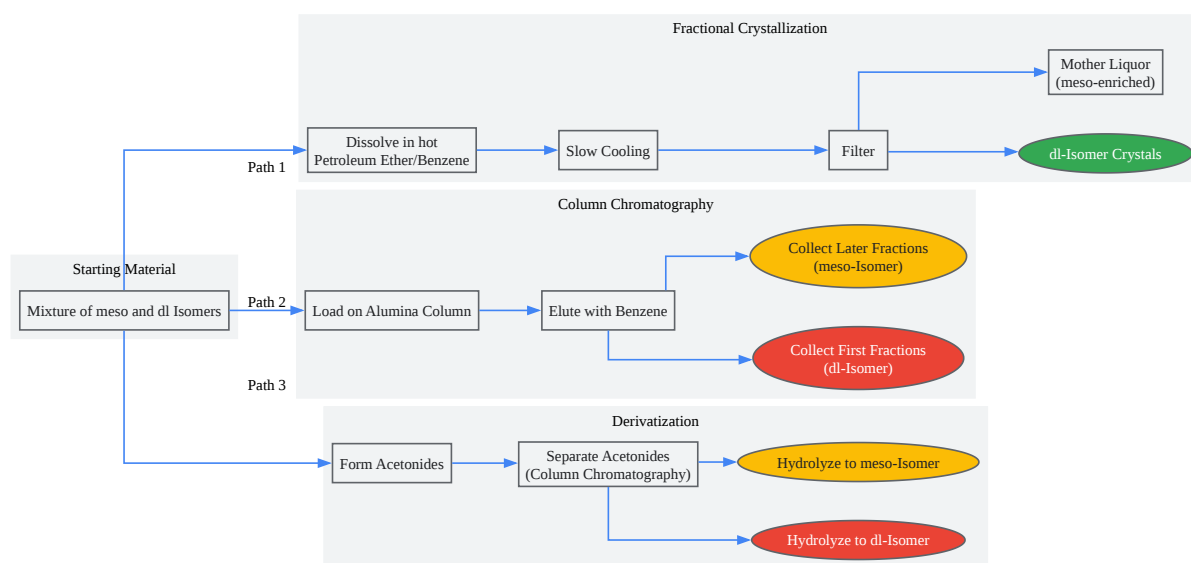 Fractional Crystallization
Mother Liquor
(meso-enriched)
Dissolve in hot
Petroleum Ether/Benzene
Slow Cooling
Filter
dl-Isomer Crystals
Path 1
Column Chromatography
Collect Later Fractions
(meso-Isomer)
Starting Material
Mixture of meso and dl Isomers
Path 2
Load on Alumina Column
Elute with Benzene
Collect First Fractions
(dl-Isomer)
Path 3
Derivatization
Form Acetonides
Separate Acetonides
(Column Chromatography)
Hydrolyze to meso-Isomer
Hydrolyze to dl-Isomer